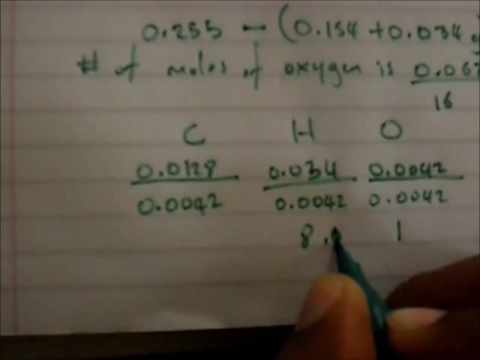 0.255 - (0.154 + 0.034
# of moles of oxygen is 0.067
16
C H O
0.0128 0.034 0.0042
0.0042 0.0042 0.0042
8. 1